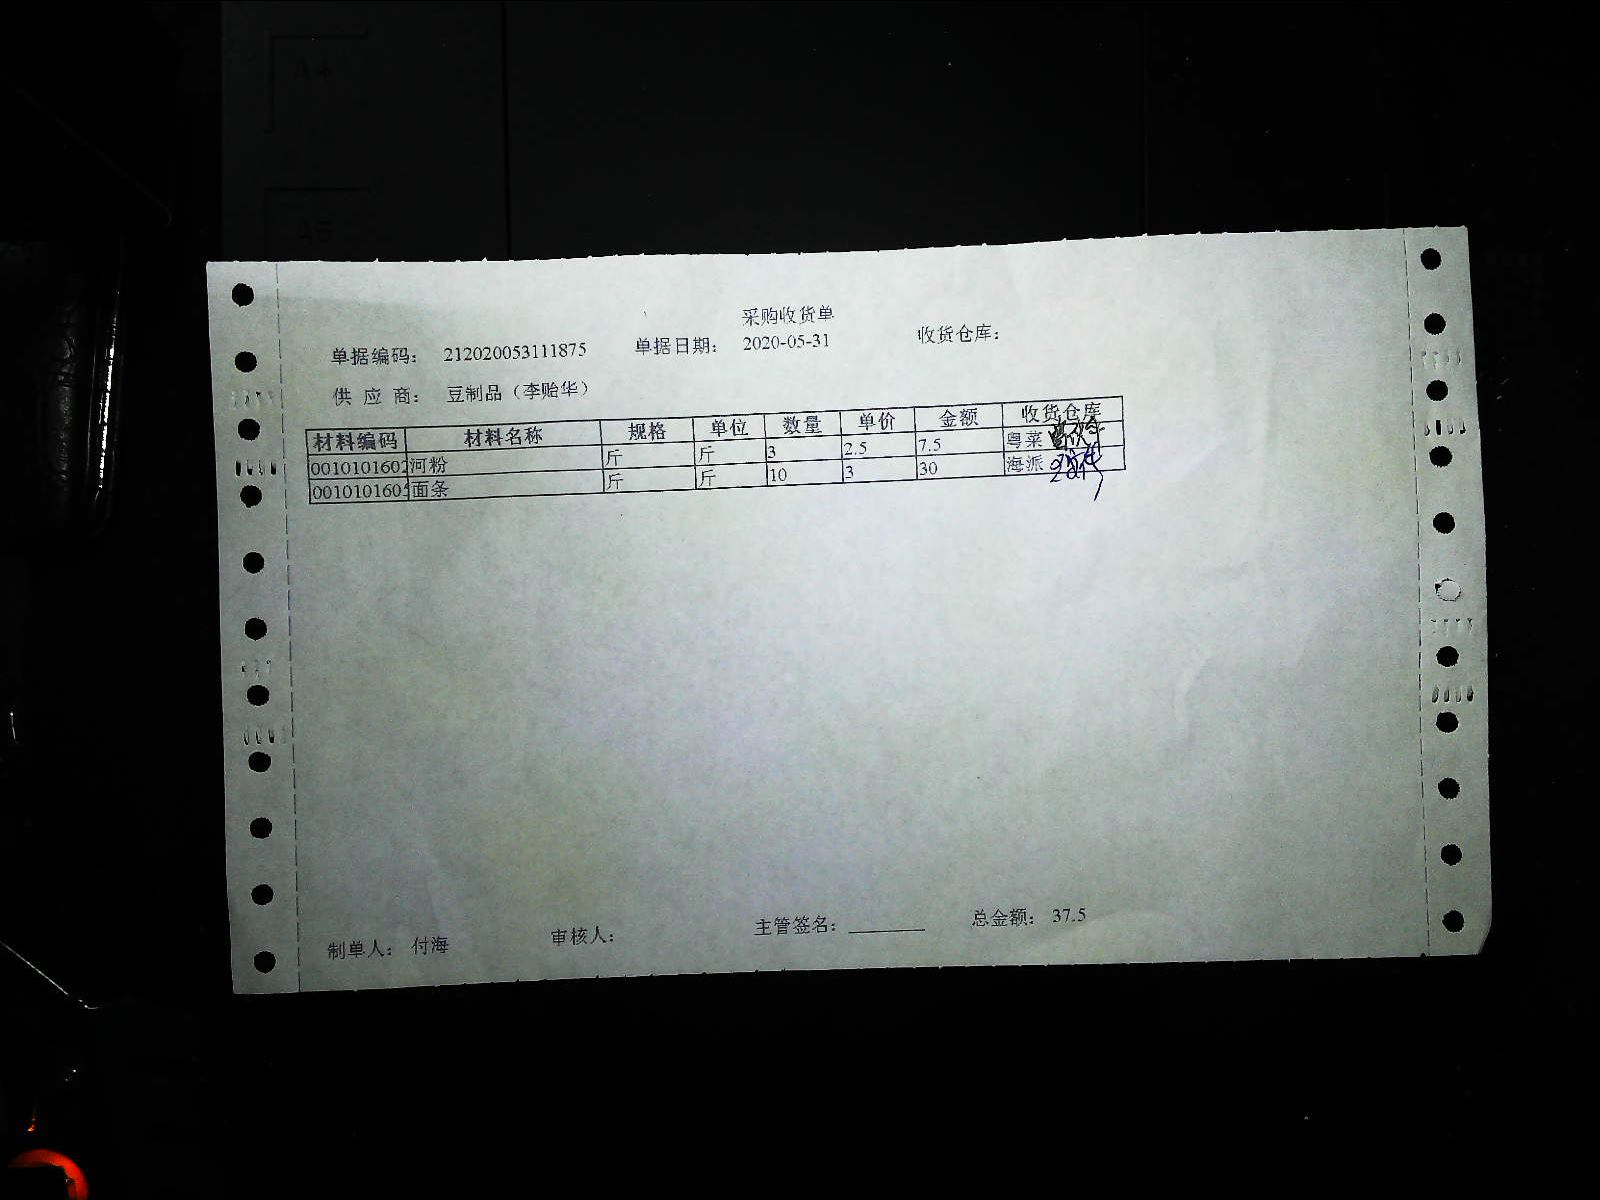 采购收货单
单据编码： 212020053111875 单据日期： 2020-05-31 收货仓库：
供 应 商： 豆制品（李贻华）
材料编码 材料名称 规格 单位 数量 单价 金额 收货仓库
0010101602 河粉 斤 斤 3 2.5 7.5 粤菜
001010160 面条 斤 斤 10 3 30 海派
制单人： 付海 审核人： 主管签名： 总金额： 37.5